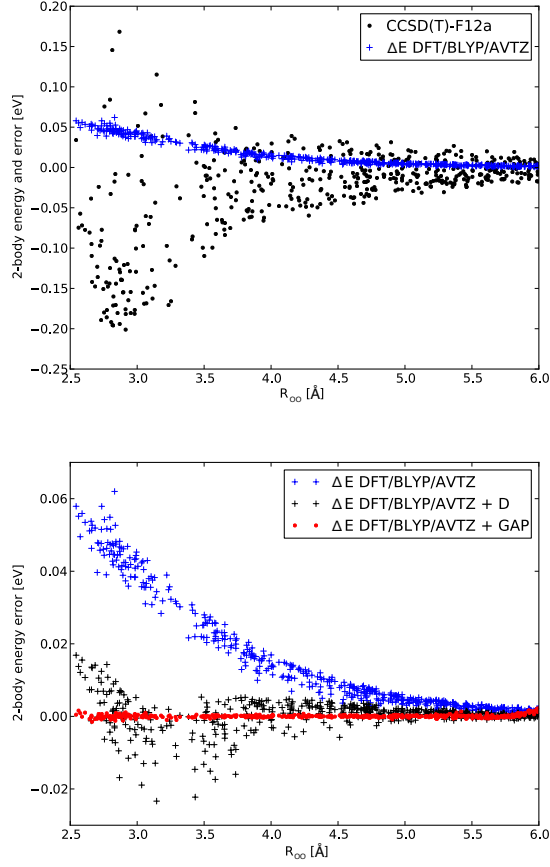 0.20
0.15
0.10
0.05
0.00
−0.05
−0.10
−0.15
−0.20
−0.25
2-body energy and error [eV]
CCSD(T)-F12a
ΔE DFT/BLYP/AVTZ
2.5 3.0 3.5 4.0 4.5 5.0 5.5 6.0
R_OO [Å]
0.06
0.04
0.02
0.00
−0.02
2-body energy error [eV]
ΔE DFT/BLYP/AVTZ
ΔE DFT/BLYP/AVTZ + D
ΔE DFT/BLYP/AVTZ + GAP
2.5 3.0 3.5 4.0 4.5 5.0 5.5 6.0
R_OO [Å]